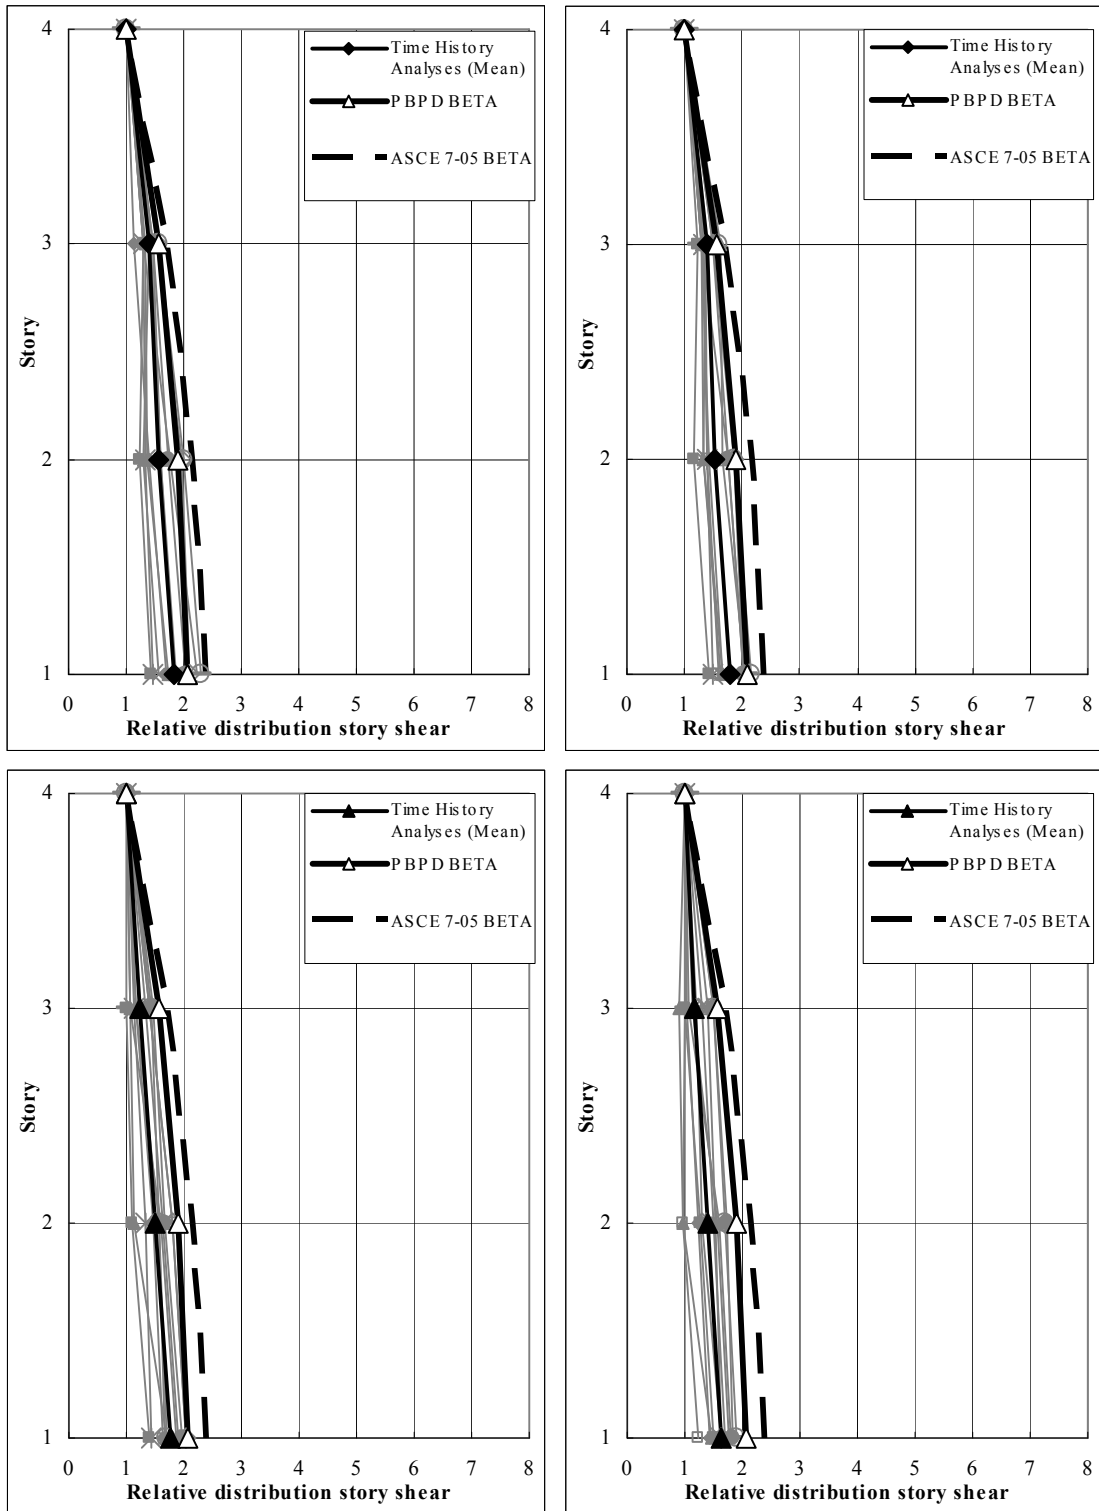 4
3
2
1
Story
0 1 2 3 4 5 6 7 8
Relative distribution story shear
Time History
Analyses (Mean)
PBPD BETA
ASCE 7-05 BETA
4
3
2
1
Story
0 1 2 3 4 5 6 7 8
Relative distribution story shear
Time History
Analyses (Mean)
PBPD BETA
ASCE 7-05 BETA
4
3
2
1
Story
0 1 2 3 4 5 6 7 8
Relative distribution story shear
Time History
Analyses (Mean)
PBPD BETA
ASCE 7-05 BETA
4
3
2
1
Story
0 1 2 3 4 5 6 7 8
Relative distribution story shear
Time History
Analyses (Mean)
PBPD BETA
ASCE 7-05 BETA